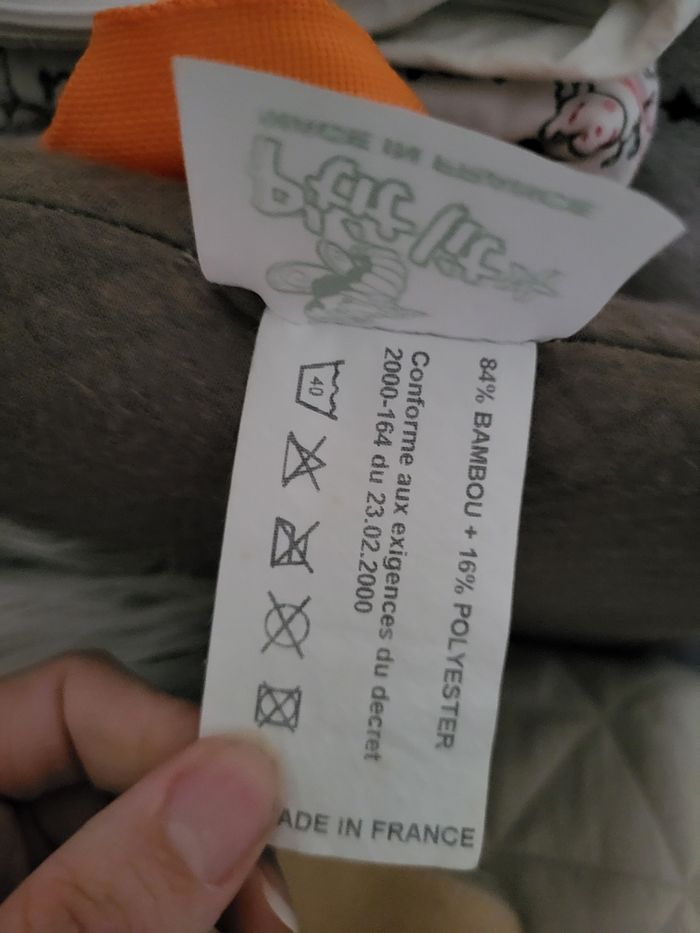 84% BAMBOU + 16% POLYESTER
Conforme aux exigences du decret
2000-164 du 23.02.2000
40
ADE IN FRANCE